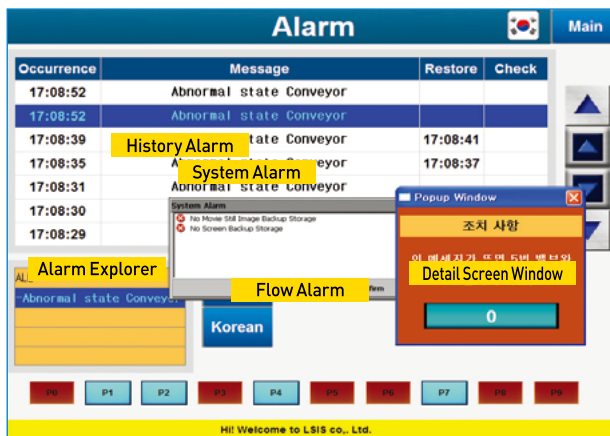 Alarm
Main
Occurrence Message Restore Check
17:08:52 Abnormal state Conveyor
17:08:52 Abnormal state Conveyor
17:08:39 state Conveyor 17:08:41
History Alarm
17:08:35 state Conveyor 17:08:37
System Alarm
17:08:31 Abnormal state Conveyor
17:08:30
17:08:29
System Alarm
No Movie Still Image Backup Storage
No Screen Backup Storage
Popup Window
조치 사항
Detail Screen Window
0
Alarm Explorer
-Abnormal state Conveyor
Flow Alarm
Korean
P0 P1 P2 P3 P4 P5 P6 P7 P8 P9
Hi! Welcome to LSIS co,. Ltd.